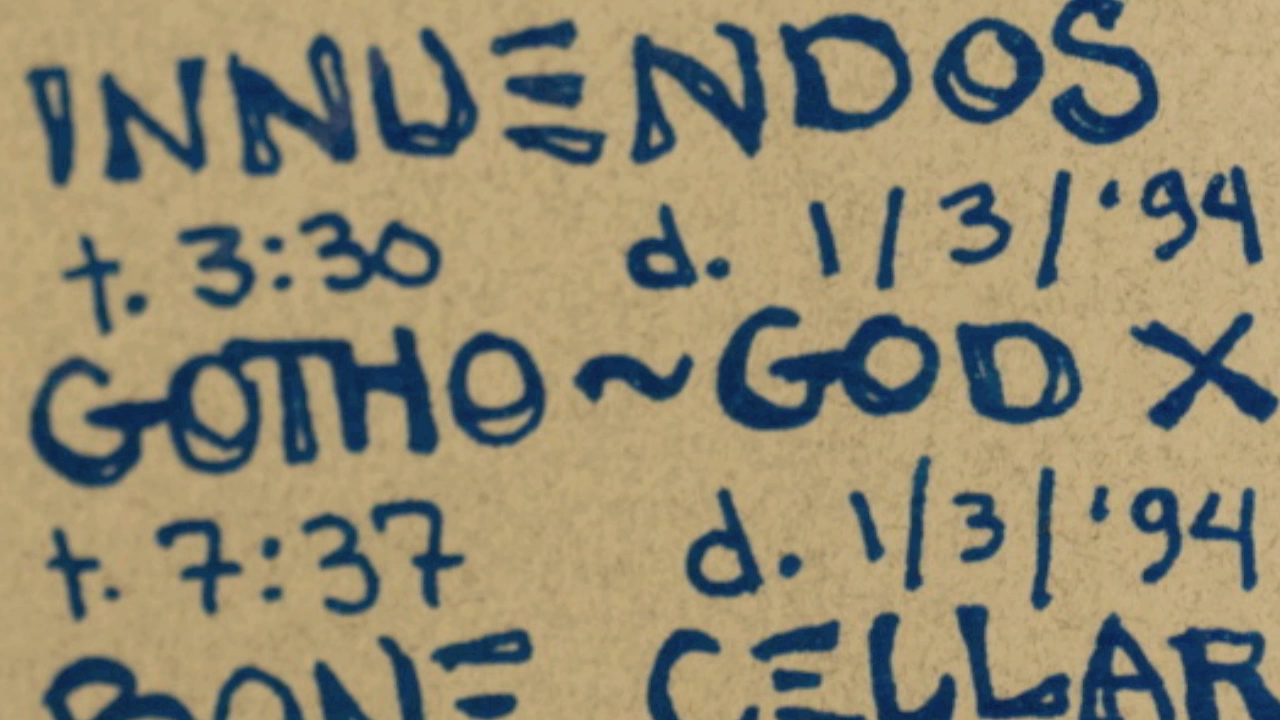 INNUENDOS
t. 3:30 d. 1/3/'94
GOTHO~GOD X
t. 7:37 d. 1/3/'94
BONE CELLAR